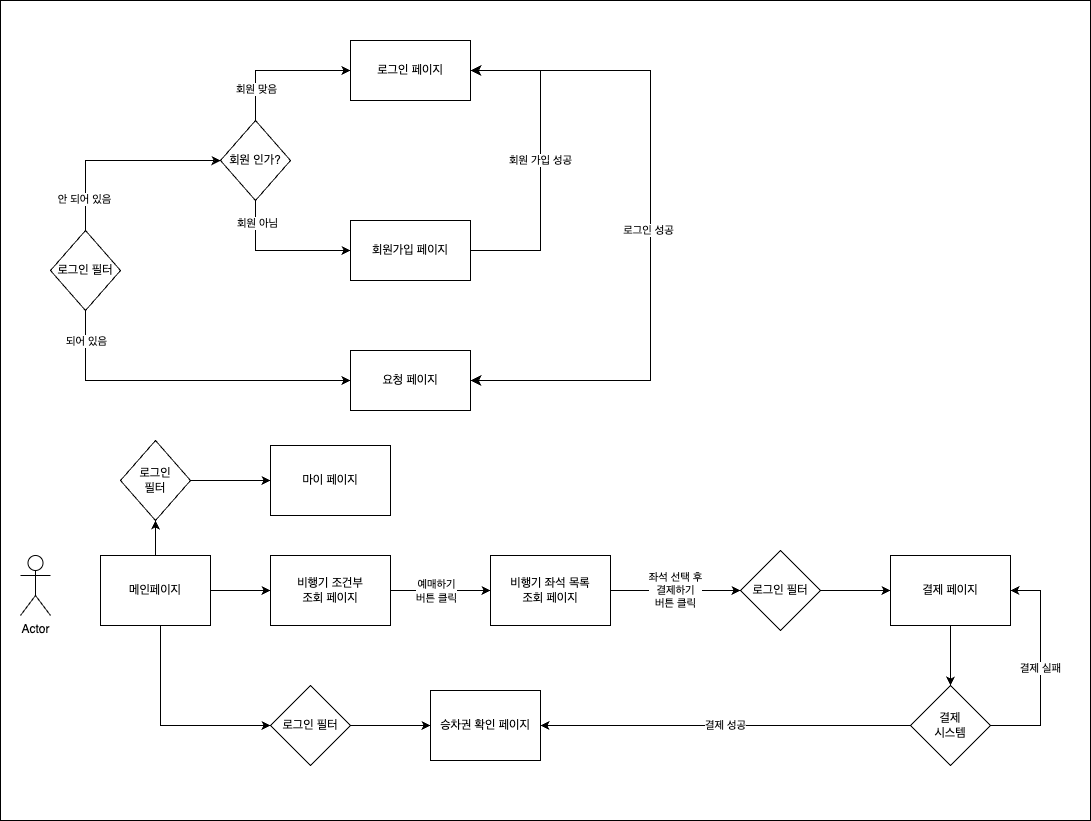 로그인 페이지
회원 맞음
회원 인가?
회원 가입 성공
안 되어 있음
회원 아님
로그인 성공
회원가입 페이지
로그인 필터
되어 있음
요청 페이지
로그인
필터
마이 페이지
메인페이지
비행기 조건부
조회 페이지
예매하기
버튼 클릭
비행기 좌석 목록
조회 페이지
좌석 선택 후
결제하기
버튼 클릭
로그인 필터
결제 페이지
Actor
결제 실패
로그인 필터
승차권 확인 페이지
결제 성공
결제
시스템